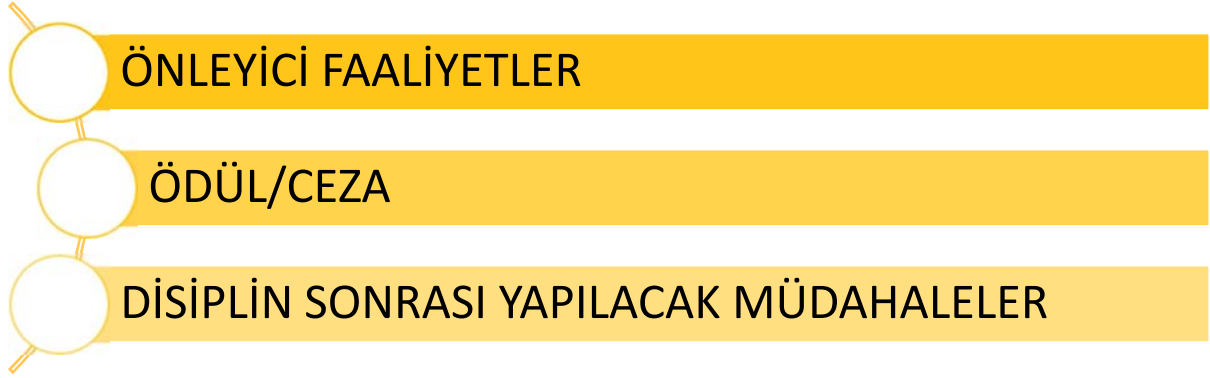 ÖNLEYİCİ FAALİYETLER
ÖDÜL/CEZA
DİSİPLİN SONRASI YAPILACAK MÜDAHALELER